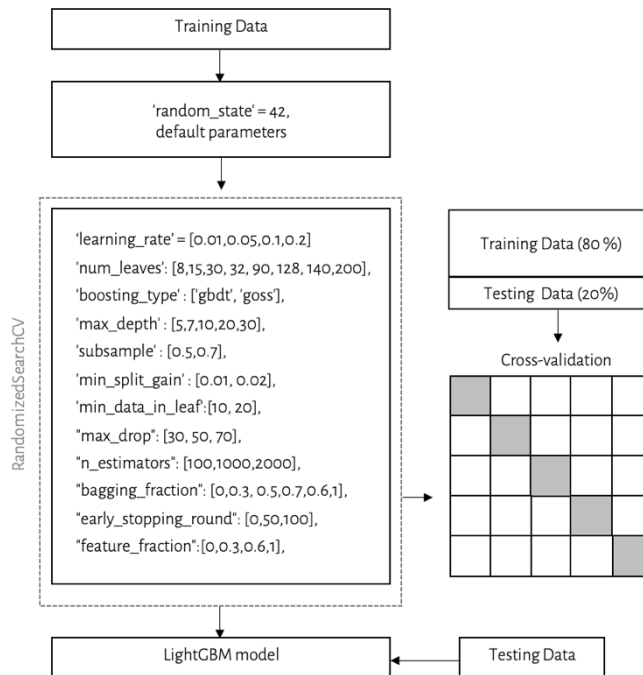 Training Data
'random_state' = 42,
default parameters
RandomizedSearchCV
'learning_rate' = [0.01,0.05,0.1,0.2]
'num_leaves': [8,15,30, 32, 90, 128, 140,200],
'boosting_type' : ['gbdt', 'goss'],
'max_depth' : [5,7,10,20,30],
'subsample' : [0.5,0.7],
'min_split_gain' : [0.01, 0.02],
'min_data_in_leaf':[10, 20],
"max_drop": [30, 50, 70],
"n_estimators": [100,1000,2000],
"bagging_fraction": [0,0.3, 0.5,0.7,0.6,1],
"early_stopping_round": [0,50,100],
"feature_fraction":[0,0.3,0.6,1],
Training Data (80 %)
Testing Data (20%)
Cross-validation
LightGBM model
Testing Data